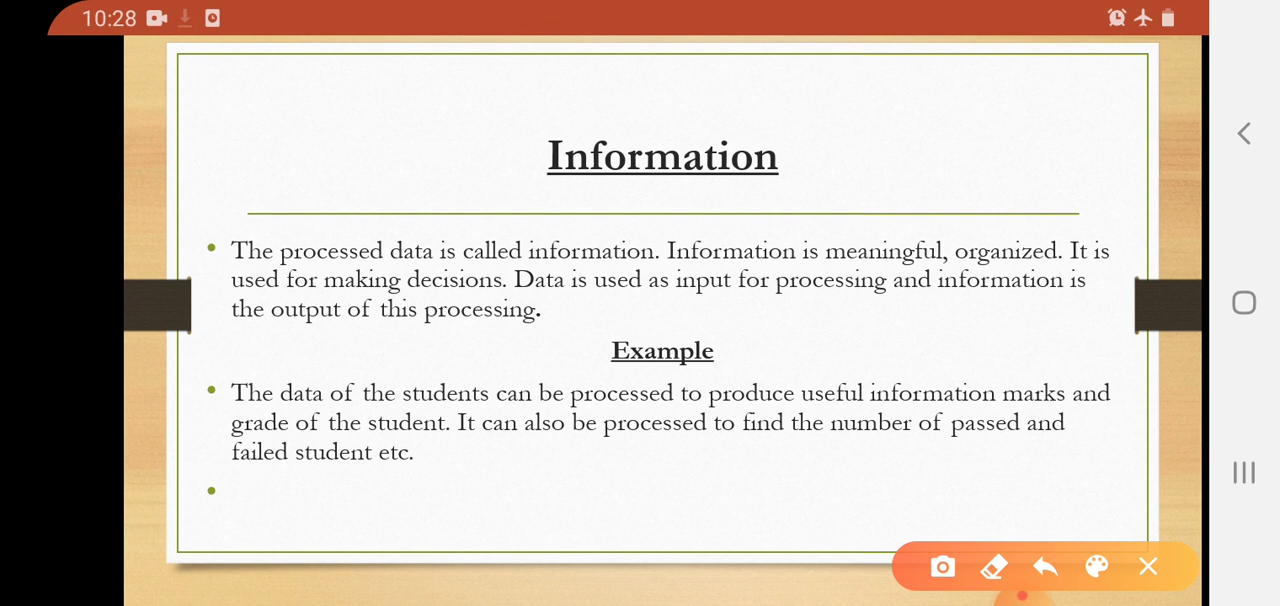 10:28
Information
The processed data is called information. Information is meaningful, organized. It is
used for making decisions. Data is used as input for processing and information is
the output of this processing.
Example
The data of the students can be processed to produce useful information marks and
grade of the student. It can also be processed to find the number of passed and
failed student etc.